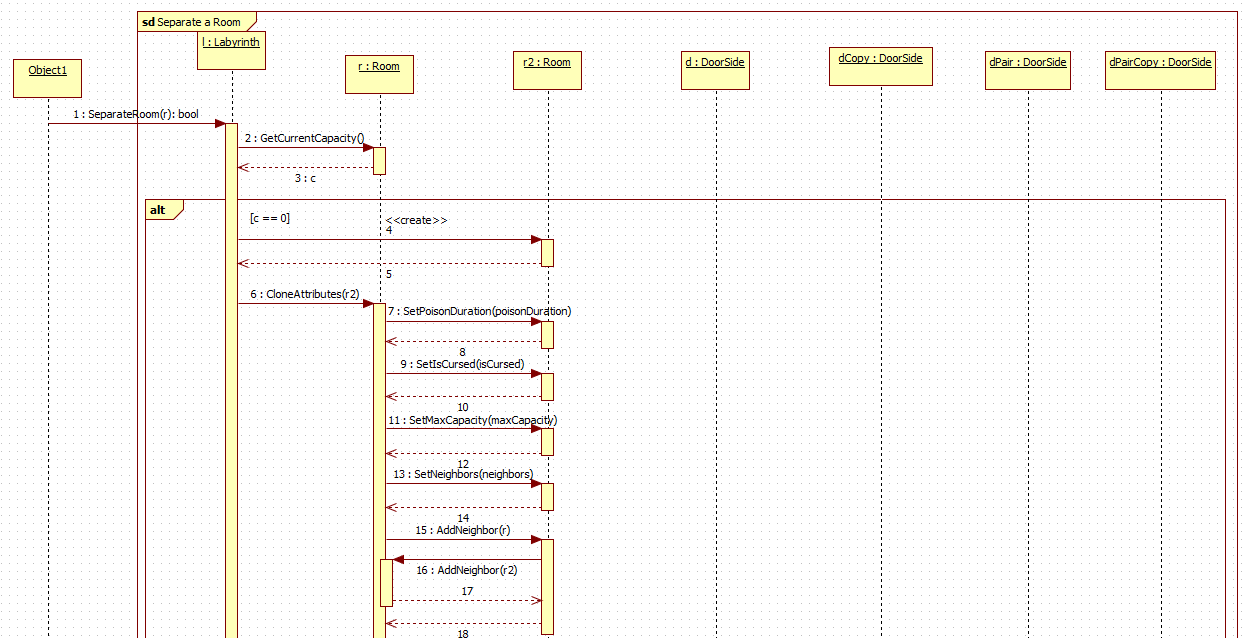 sd Separate a Room
l : Labyrinth
Object1
r : Room
r2 : Room
d : DoorSide
dCopy : DoorSide
dPair : DoorSide
dPairCopy : DoorSide
1 : SeparateRoom(r): bool
2 : GetCurrentCapacity()
3 : c
alt
[c == 0]
<<create>>
4
5
6 : CloneAttributes(r2)
7 : SetPoisonDuration(poisonDuration)
8
9 : SetIsCursed(isCursed)
10
11 : SetMaxCapacity(maxCapacity)
12
13 : SetNeighbors(neighbors)
14
15 : AddNeighbor(r)
16 : AddNeighbor(r2)
17
18